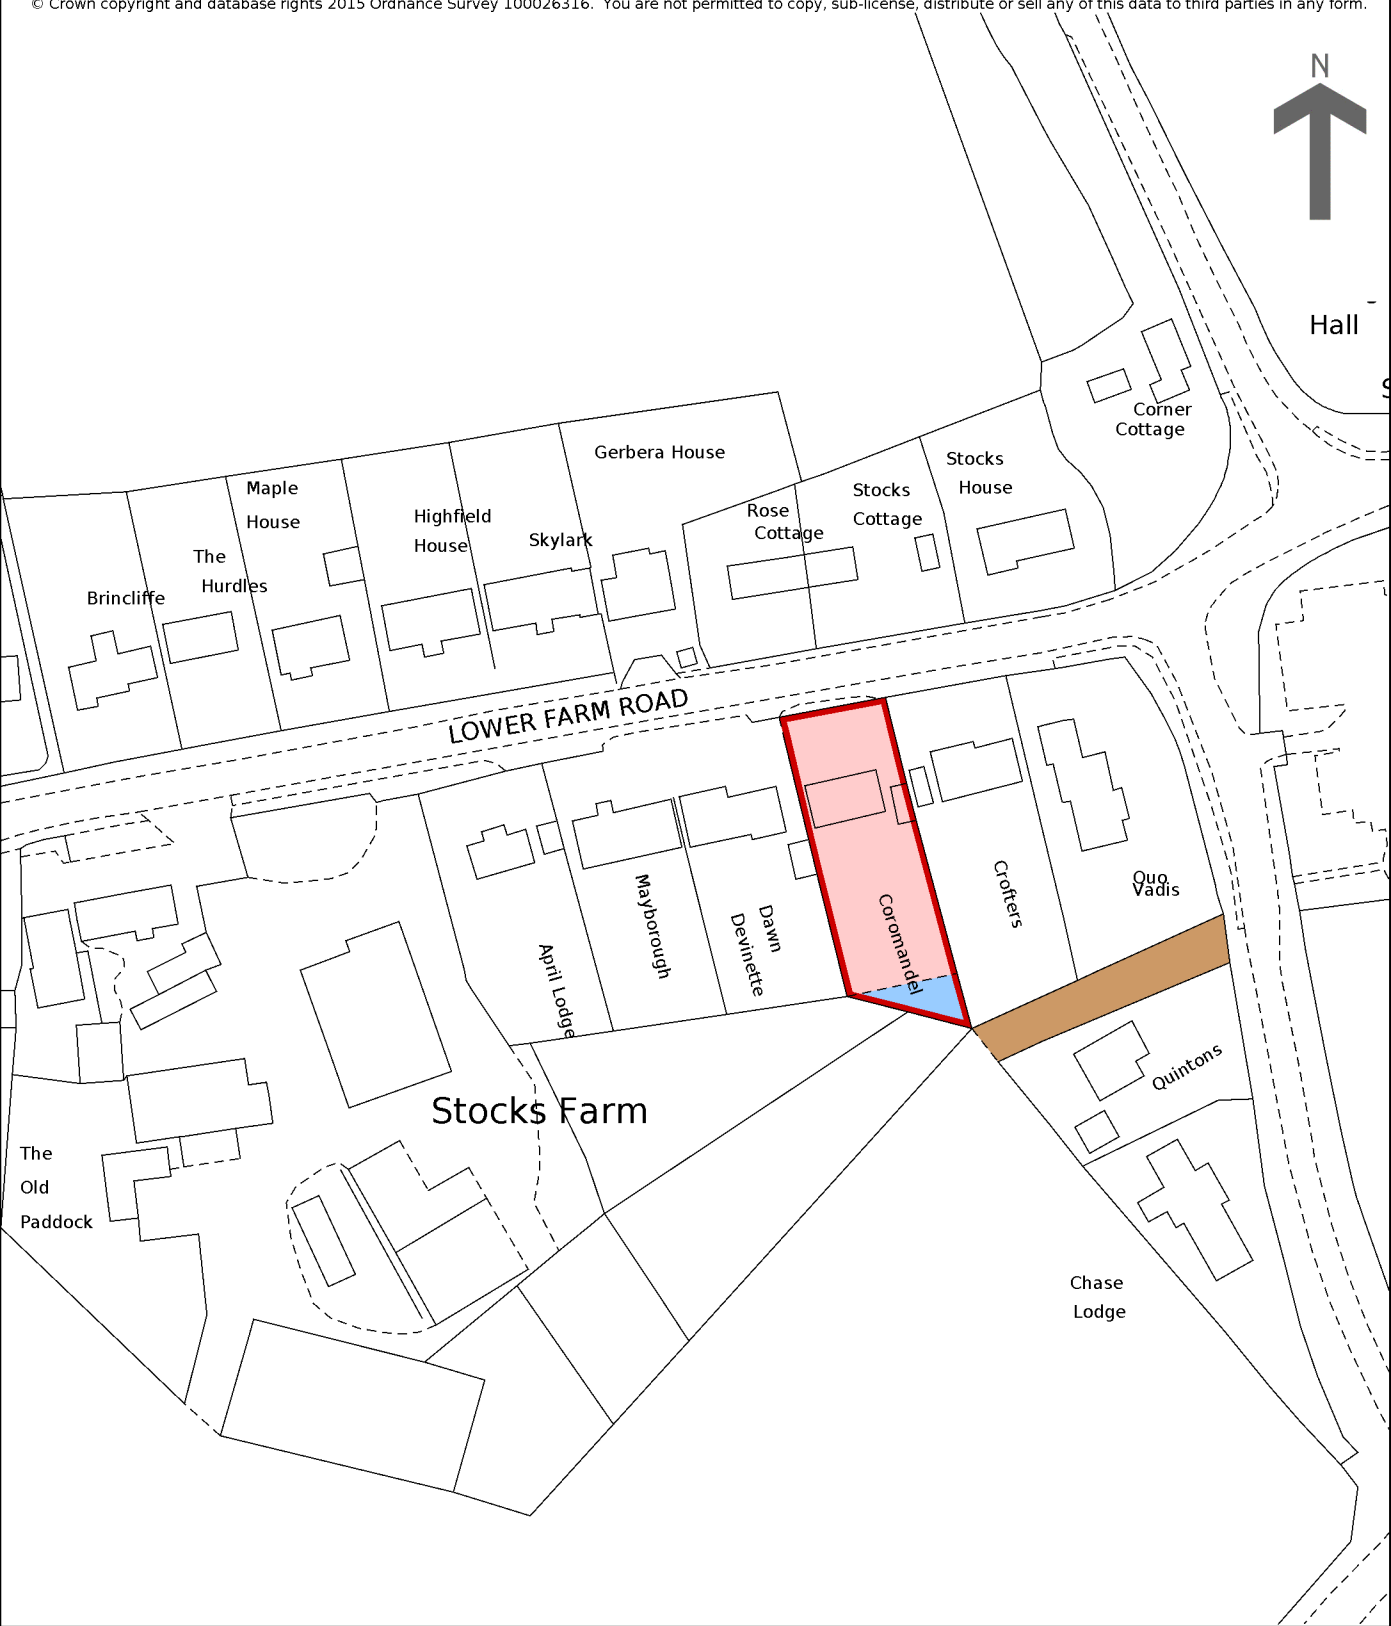 © Crown copyright and database rights 2015 Ordnance Survey 100026316. You are not permitted to copy, sub-license, distribute or sell any of this data to third parties in any form.
N
Hall
Corner
Cottage
Gerbera House
Stocks
House
Maple
House
Stocks
Cottage
Rose
Cottage
Highfield
House
Skylark
The
Hurdles
Brincliffe
LOWER FARM ROAD
Quo
Vadis
Crofters
Coromandel
Dawn
Devinette
Mayborough
April Lodge
Quintons
Stocks Farm
The
Old
Paddock
Chase
Lodge